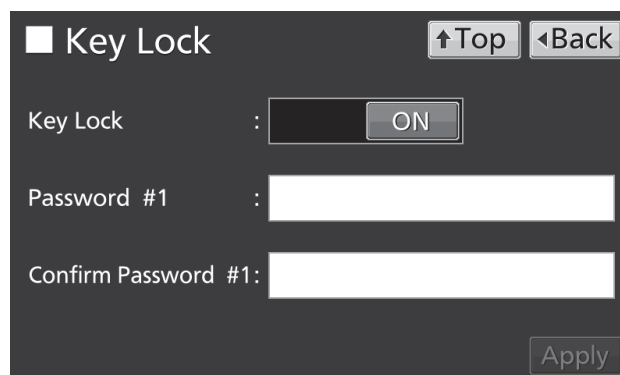 Key Lock ↑Top ◂Back
Key Lock : ON
Password #1 :
Confirm Password #1:
Apply